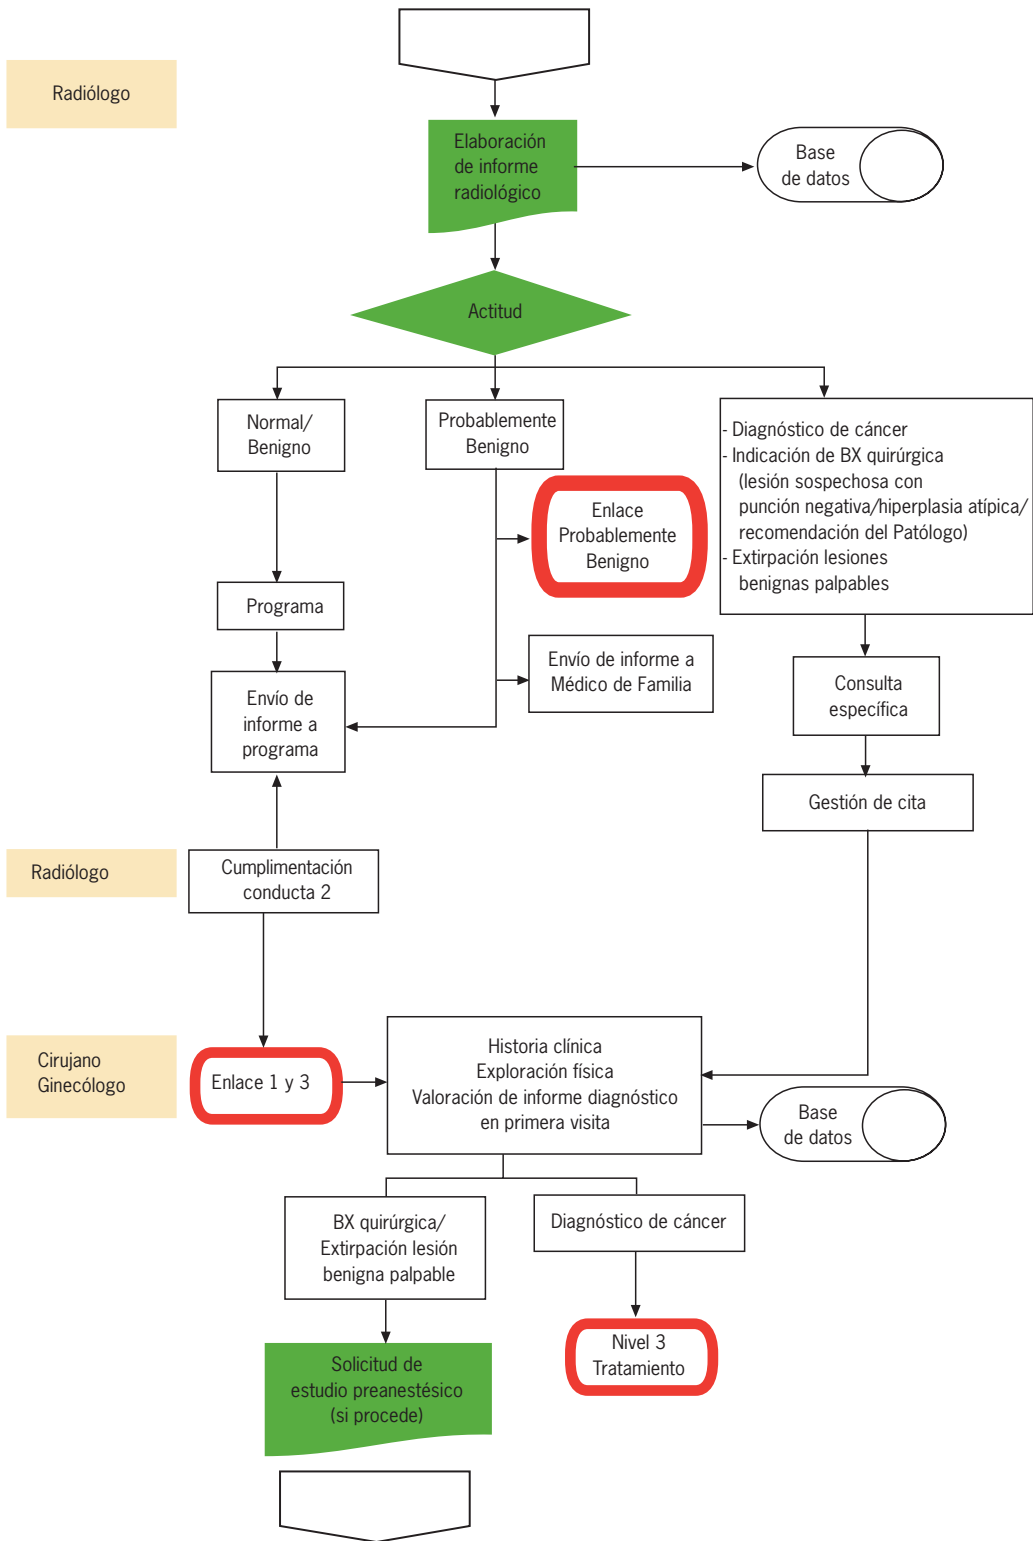 Radiólogo
Elaboración
de informe
radiológico
Base
de datos
Actitud
Normal/
Benigno
Probablemente
Benigno
- Diagnóstico de cáncer
- Indicación de BX quirúrgica
(lesión sospechosa con
punción negativa/hiperplasia atípica/
recomendación del Patólogo)
- Extirpación lesiones
benignas palpables
Enlace
Probablemente
Benigno
Programa
Envío de informe a
Médico de Familia
Envío de
informe a
programa
Consulta
específica
Gestión de cita
Radiólogo
Cumplimentación
conducta 2
Cirujano
Ginecólogo
Enlace 1 y 3
Historia clínica
Exploración física
Valoración de informe diagnóstico
en primera visita
Base
de datos
BX quirúrgica/
Extirpación lesión
benigna palpable
Diagnóstico de cáncer
Nivel 3
Tratamiento
Solicitud de
estudio preanestésico
(si procede)